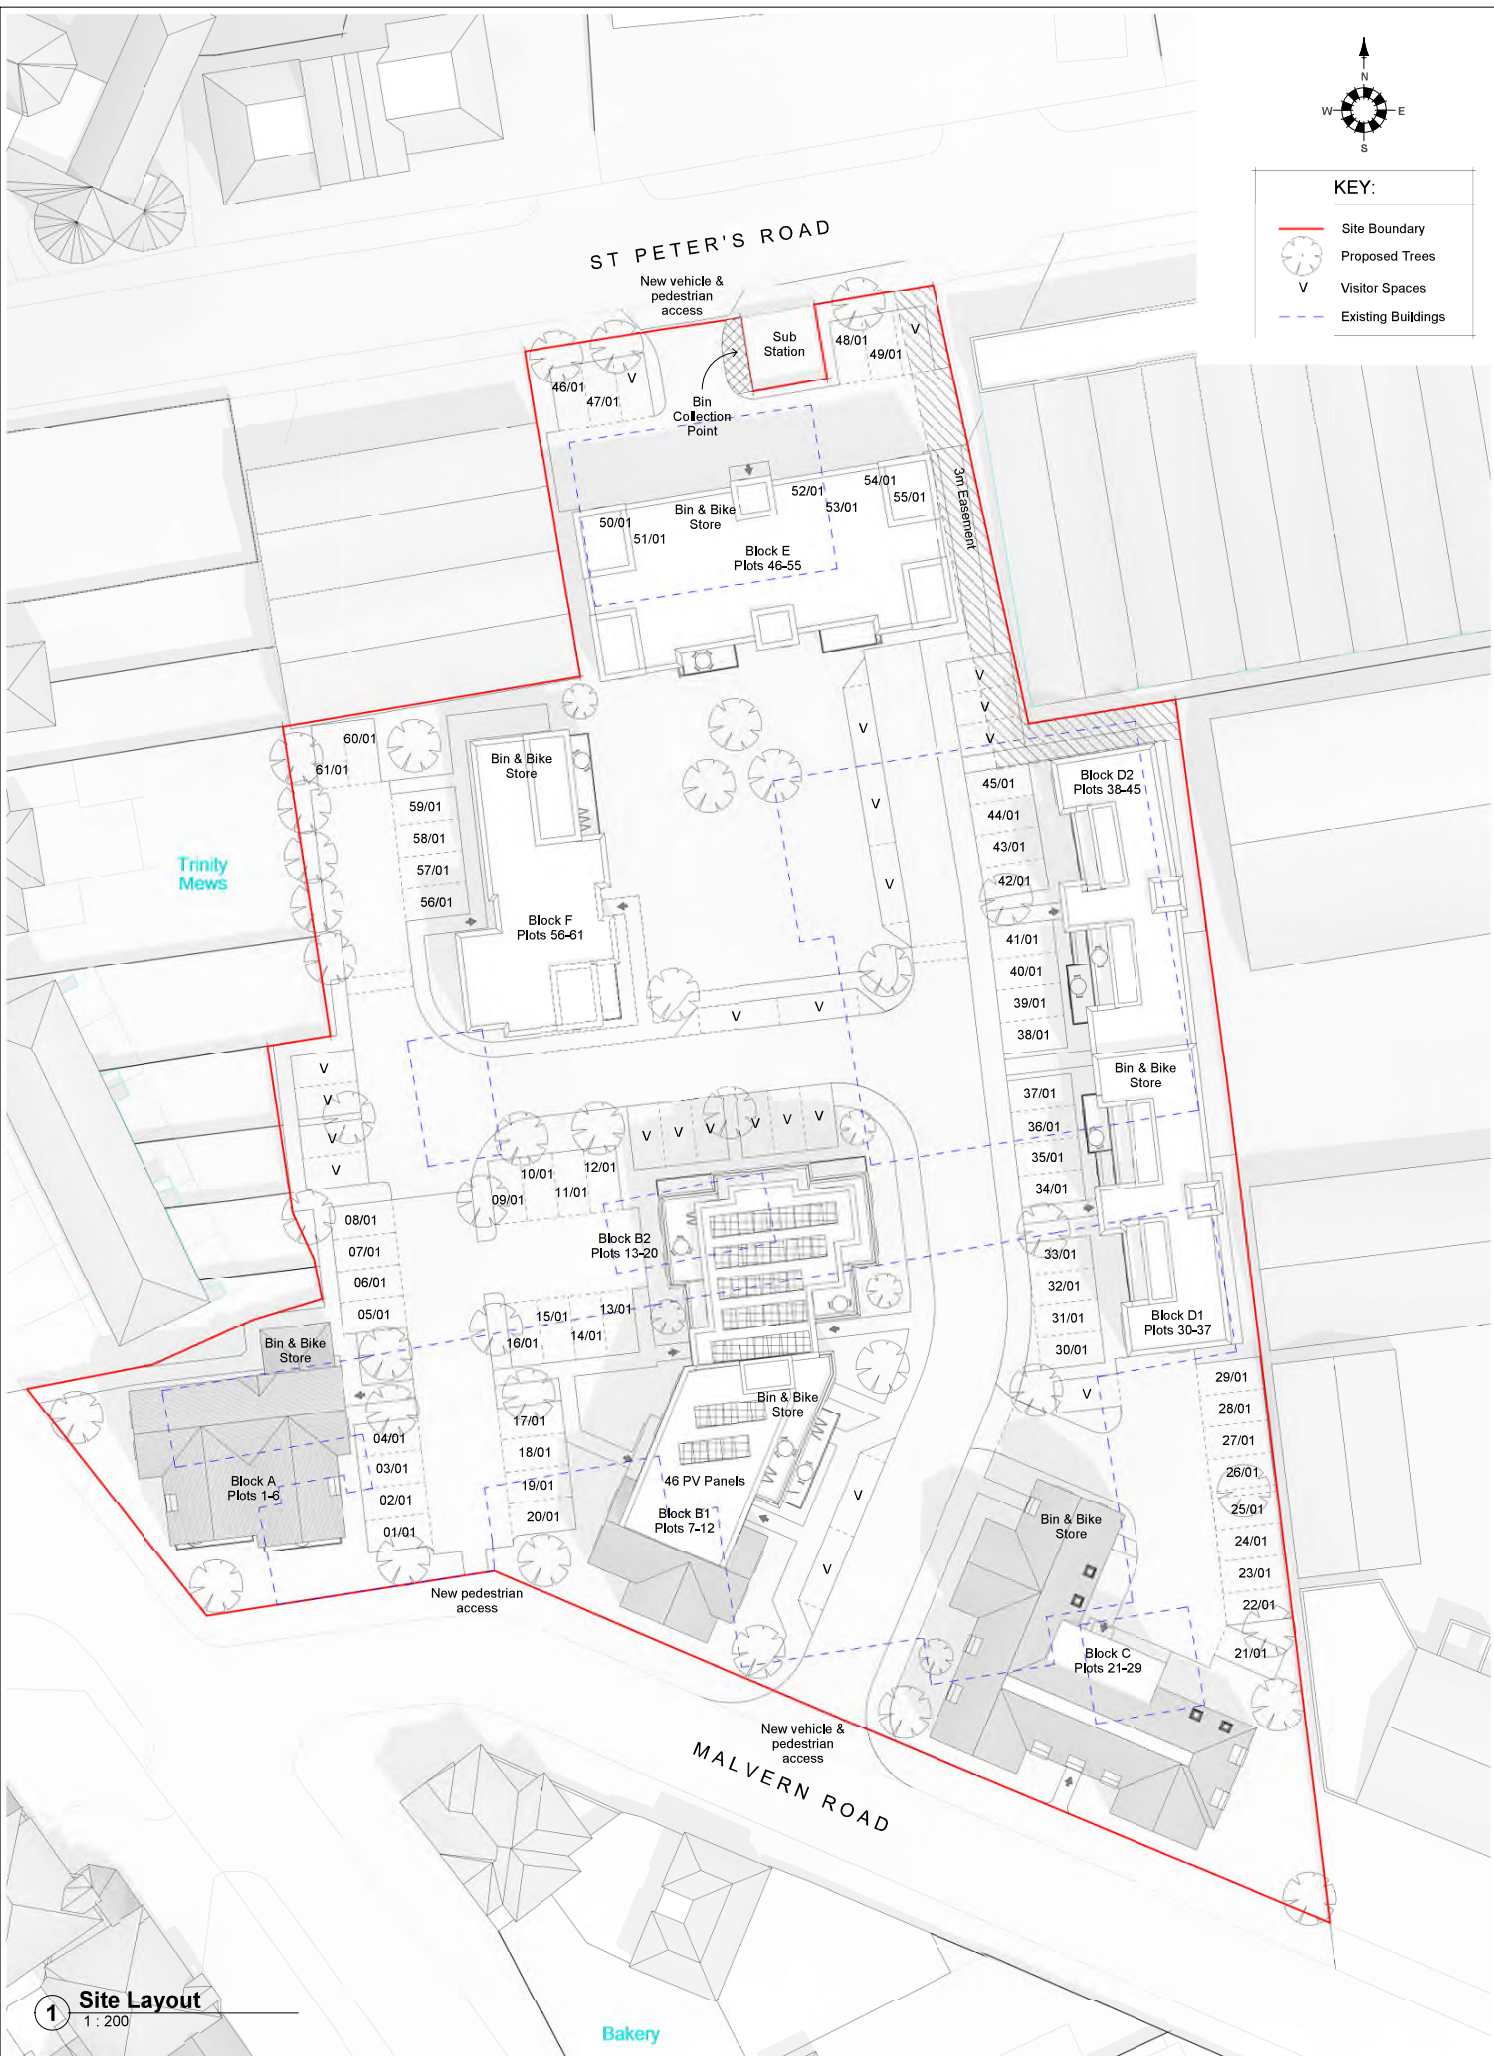 N
W
E
S
KEY:
Site Boundary
Proposed Trees
V
Visitor Spaces
Existing Buildings
ST PETER'S ROAD
New vehicle &
pedestrian
access
Sub
Station
48/01
49/01
V
46/01
47/01
V
Bin
Collection
Point
3m Easement
50/01
51/01
Bin & Bike
Store
52/01
53/01
54/01
55/01
Block E
Plots 46-55
V
V
V
60/01
61/01
Bin & Bike
Store
59/01
58/01
57/01
56/01
Block F
Plots 56-61
Trinity
Mews
V
V
V
V
V
Block D2
Plots 38-45
45/01
44/01
43/01
42/01
41/01
40/01
39/01
38/01
Bin & Bike
Store
37/01
36/01
35/01
34/01
33/01
32/01
31/01
30/01
Block D1
Plots 30-37
V
V
V
V
V
V
V
V
V
V
10/01
12/01
09/01
11/01
08/01
07/01
06/01
05/01
Block B2
Plots 13-20
15/01
13/01
16/01
14/01
Bin & Bike
Store
17/01
18/01
19/01
20/01
04/01
03/01
02/01
01/01
Block A
Plots 1-6
Bin & Bike
Store
46 PV Panels
Block B1
Plots 7-12
V
V
V
29/01
28/01
27/01
26/01
25/01
24/01
23/01
22/01
21/01
Bin & Bike
Store
Block C
Plots 21-29
New pedestrian
access
New vehicle &
pedestrian
access
MALVERN ROAD
1
Site Layout
1 : 200
Bakery